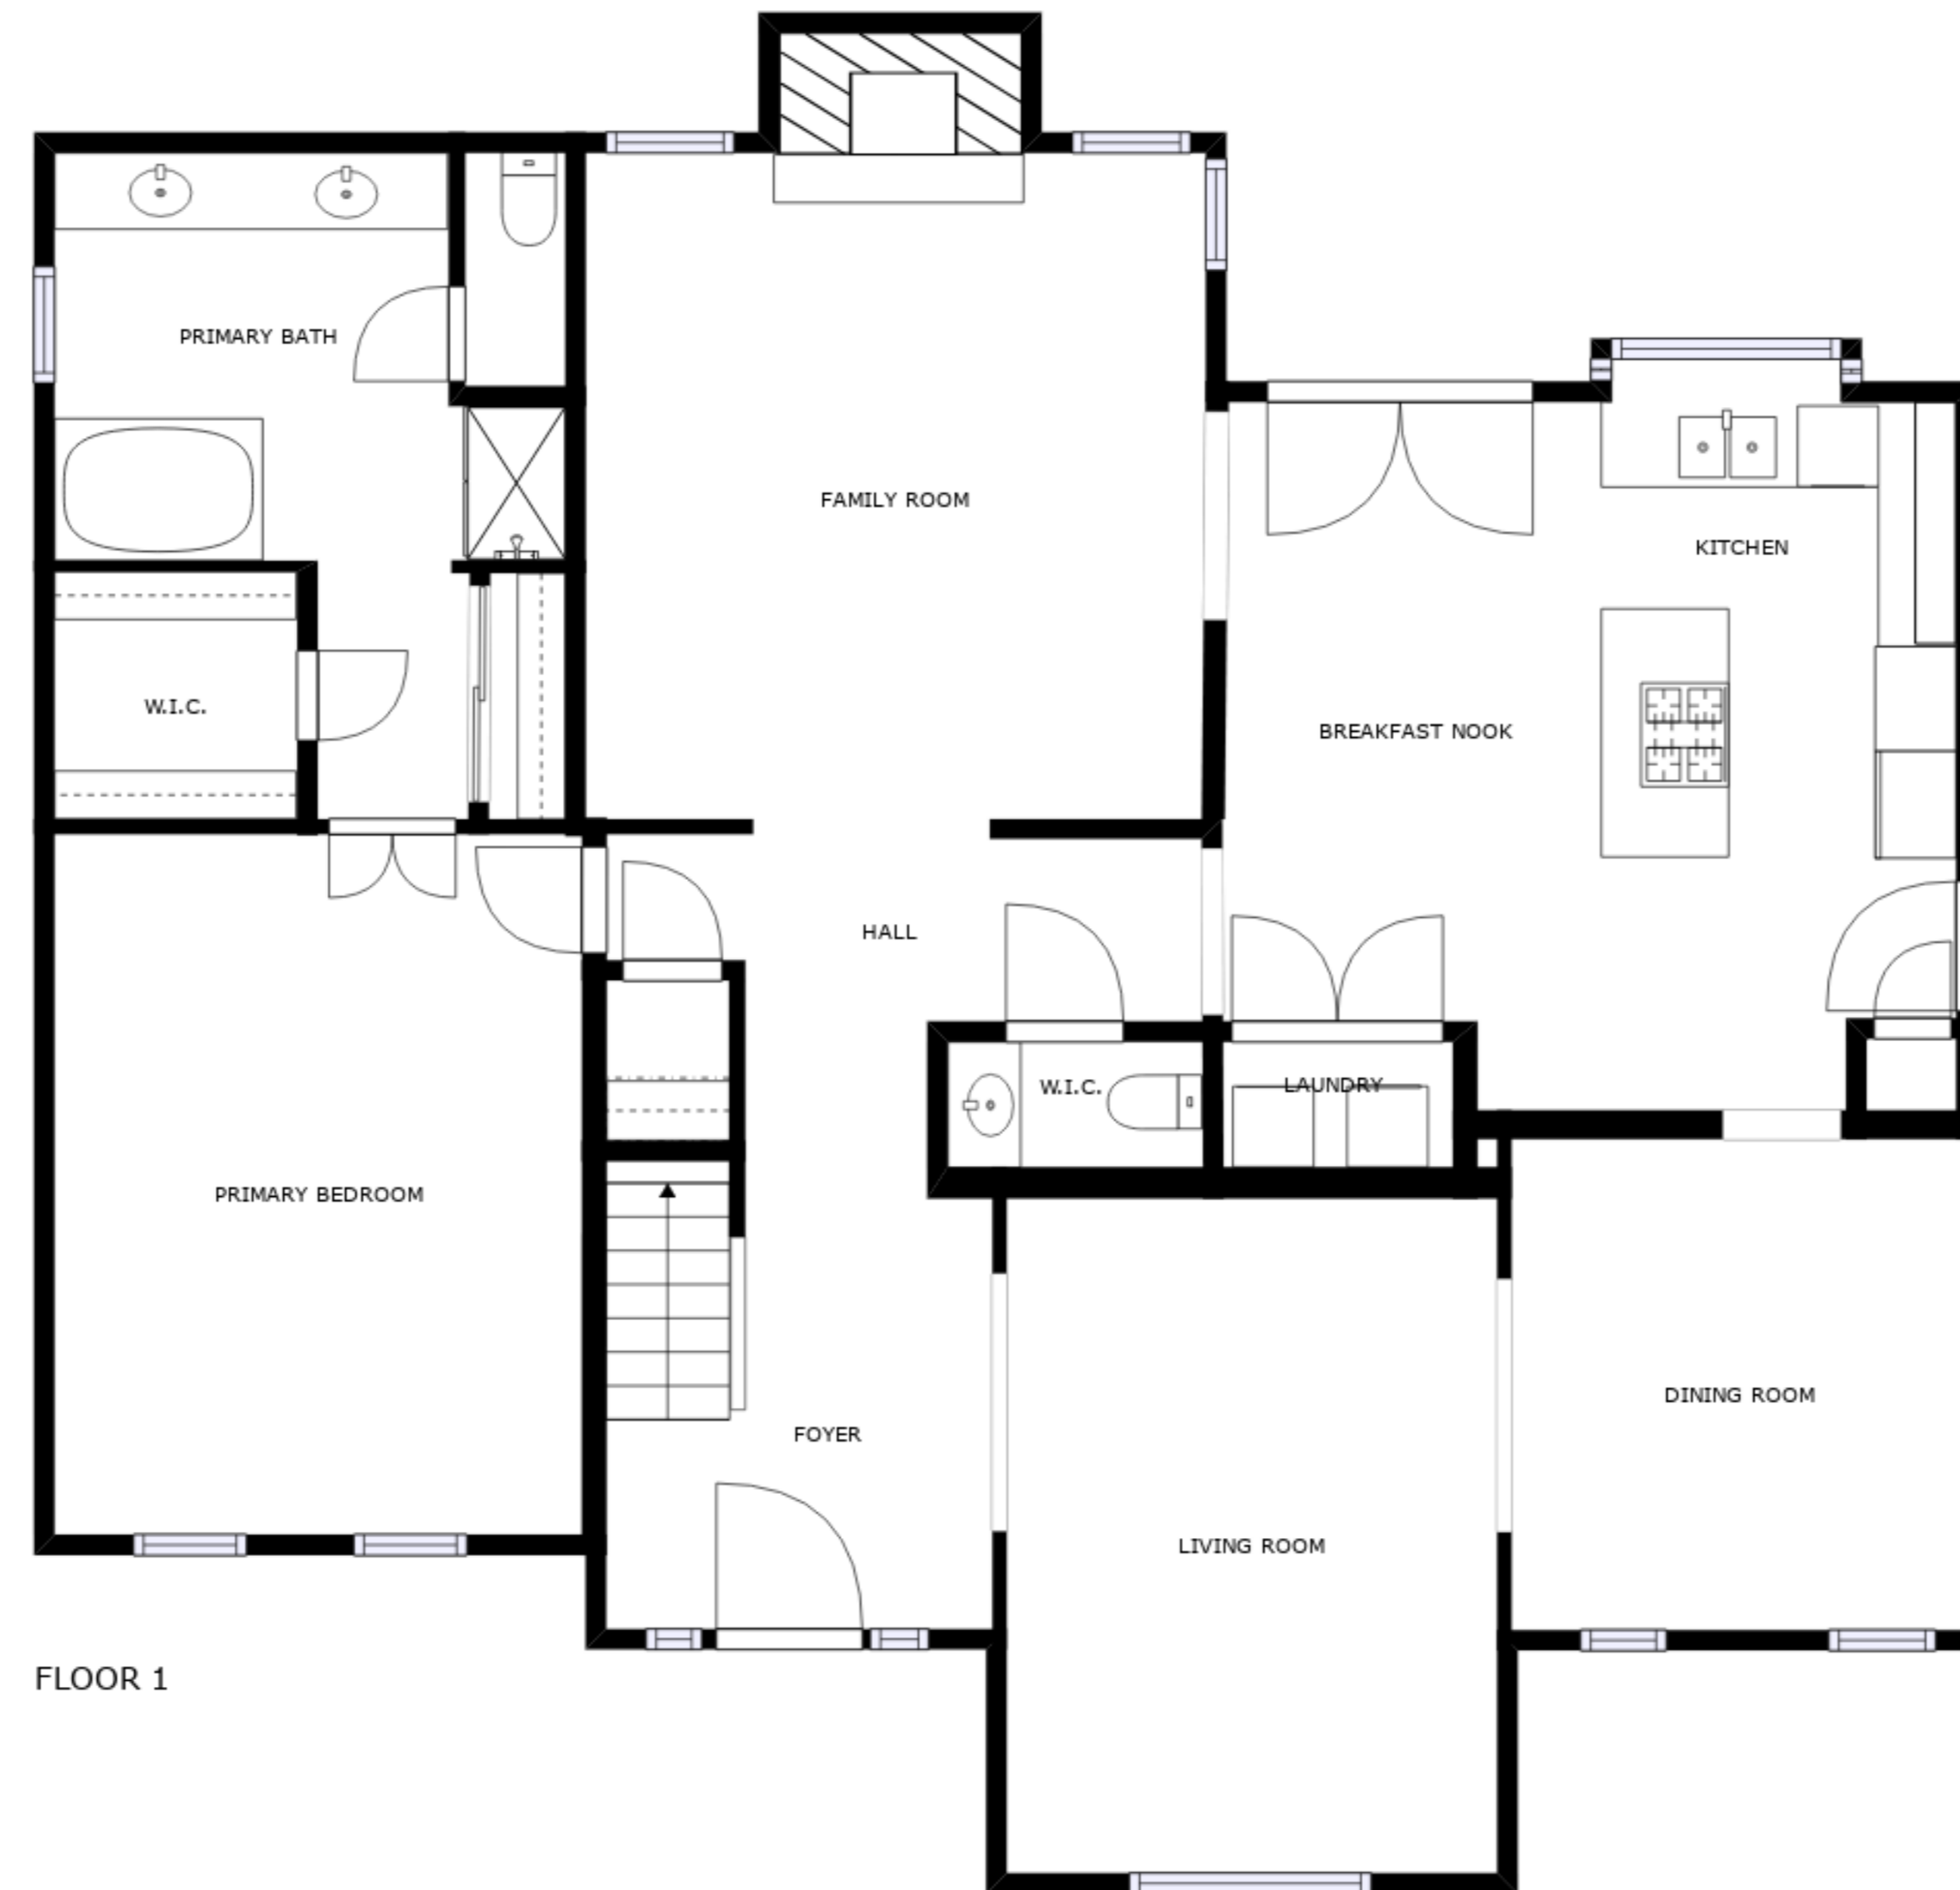 PRIMARY BATH
FAMILY ROOM
KITCHEN
W.I.C.
BREAKFAST NOOK
HALL
W.I.C.
LAUNDRY
PRIMARY BEDROOM
DINING ROOM
FOYER
LIVING ROOM
FLOOR 1